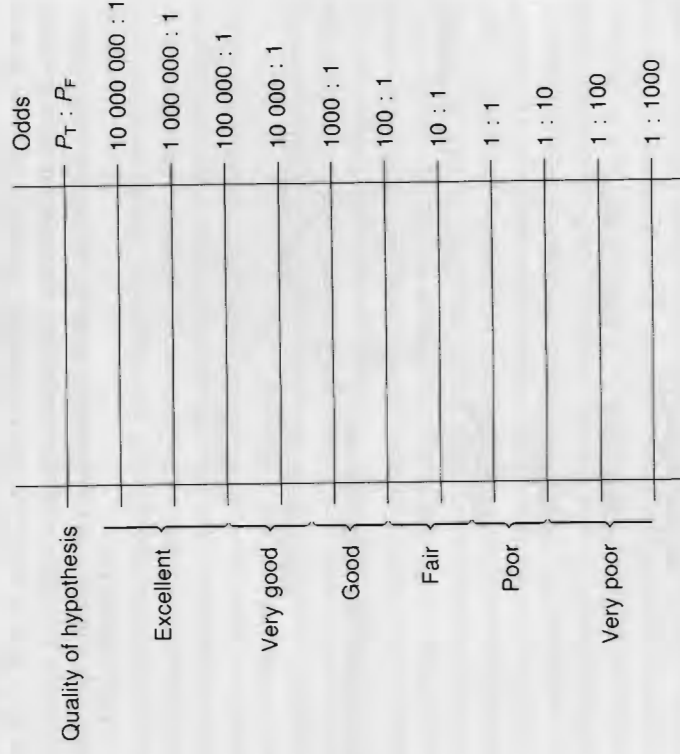 Quality of hypothesis
Odds
P_T : P_F
10 000 000 : 1
Excellent
1 000 000 : 1
100 000 : 1
Very good
10 000 : 1
1000 : 1
Good
100 : 1
Fair
10 : 1
1 : 1
Poor
1 : 10
Very poor
1 : 100
1 : 1000